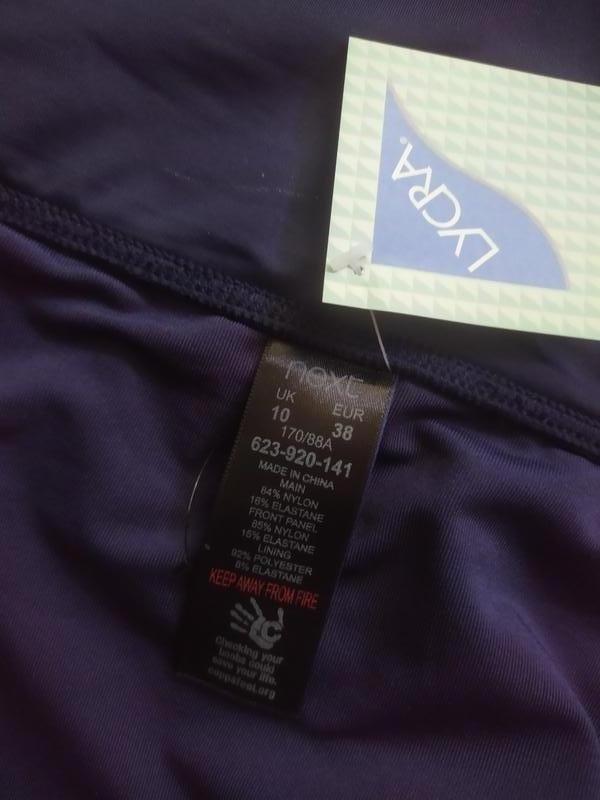 LYCRA®
next
UK EUR
10 38
170/88A
623-920-141
MADE IN CHINA
MAIN
84% NYLON
16% ELASTANE
FRONT PANEL
85% NYLON
15% ELASTANE
LINING
92% POLYESTER
8% ELASTANE
KEEP AWAY FROM FIRE
Checking your
boobs could
save your life.
coppafeel.org